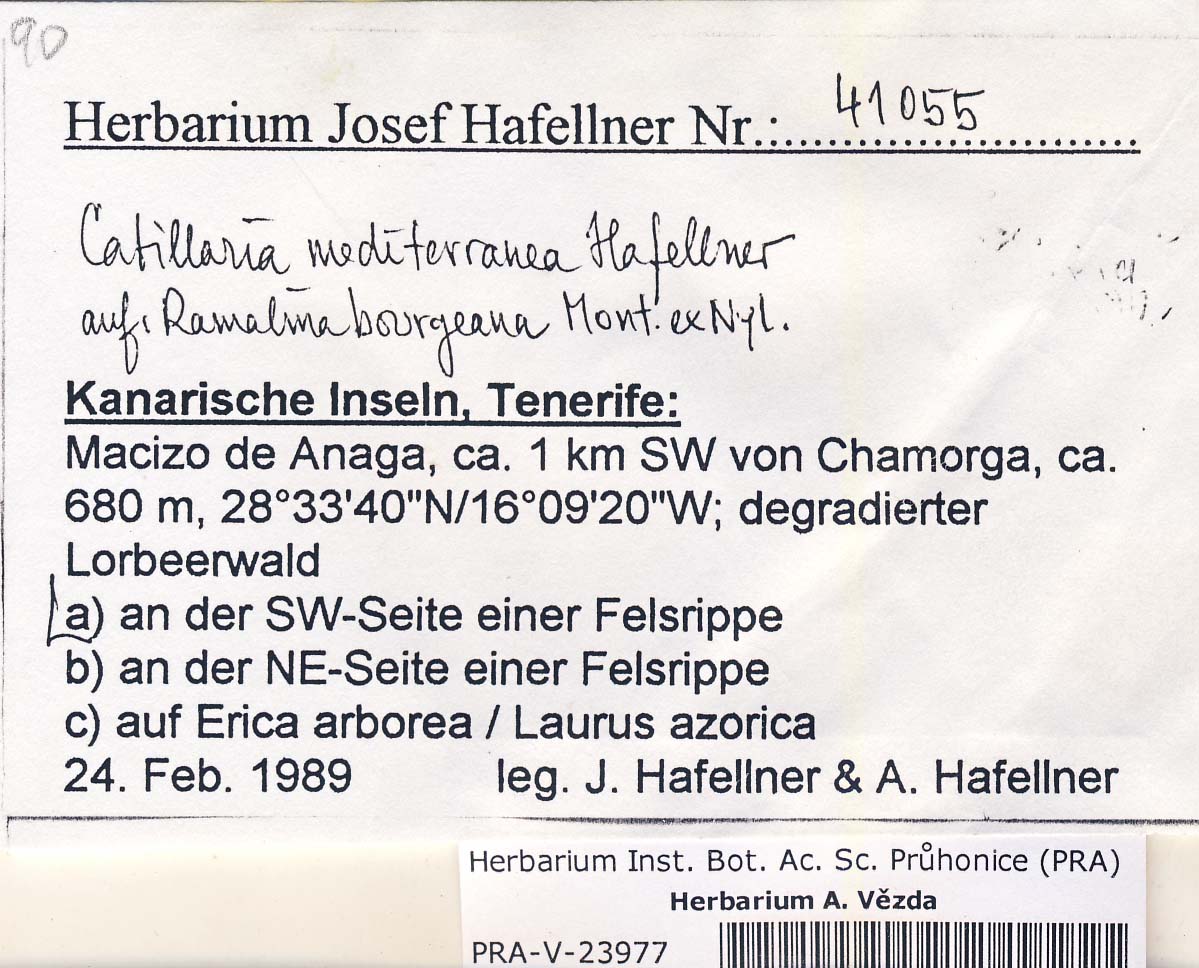 90
Herbarium Josef Hafellner Nr.: 41055
Catillaria mediterranea Hafellner
auf: Ramalina bourgeana Mont. ex Nyl.
Kanarische Inseln, Tenerife:
Macizo de Anaga, ca. 1 km SW von Chamorga, ca.
680 m, 28°33'40"N/16°09'20"W; degradierter
Lorbeerwald
a) an der SW-Seite einer Felsrippe
b) an der NE-Seite einer Felsrippe
c) auf Erica arborea / Laurus azorica
24. Feb. 1989 leg. J. Hafellner & A. Hafellner
Herbarium Inst. Bot. Ac. Sc. Průhonice (PRA)
Herbarium A. Vězda
PRA-V-23977